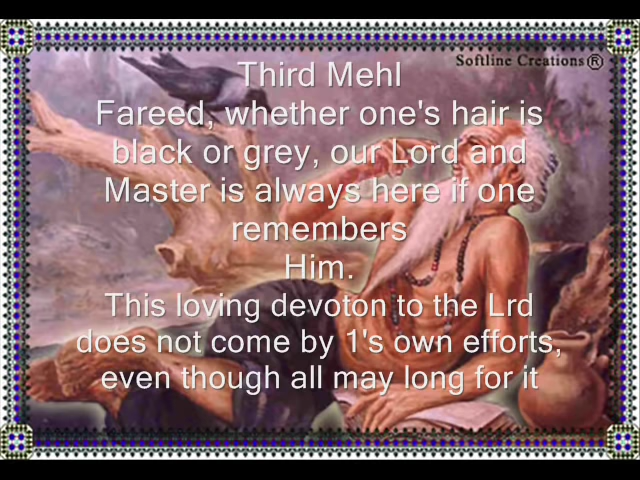 Softline Creations®
Third Mehl
Fareed, whether one's hair is
black or grey, our Lord and
Master is always here if one
remembers
Him.
This loving devoton to the Lrd
does not come by 1's own efforts,
even though all may long for it